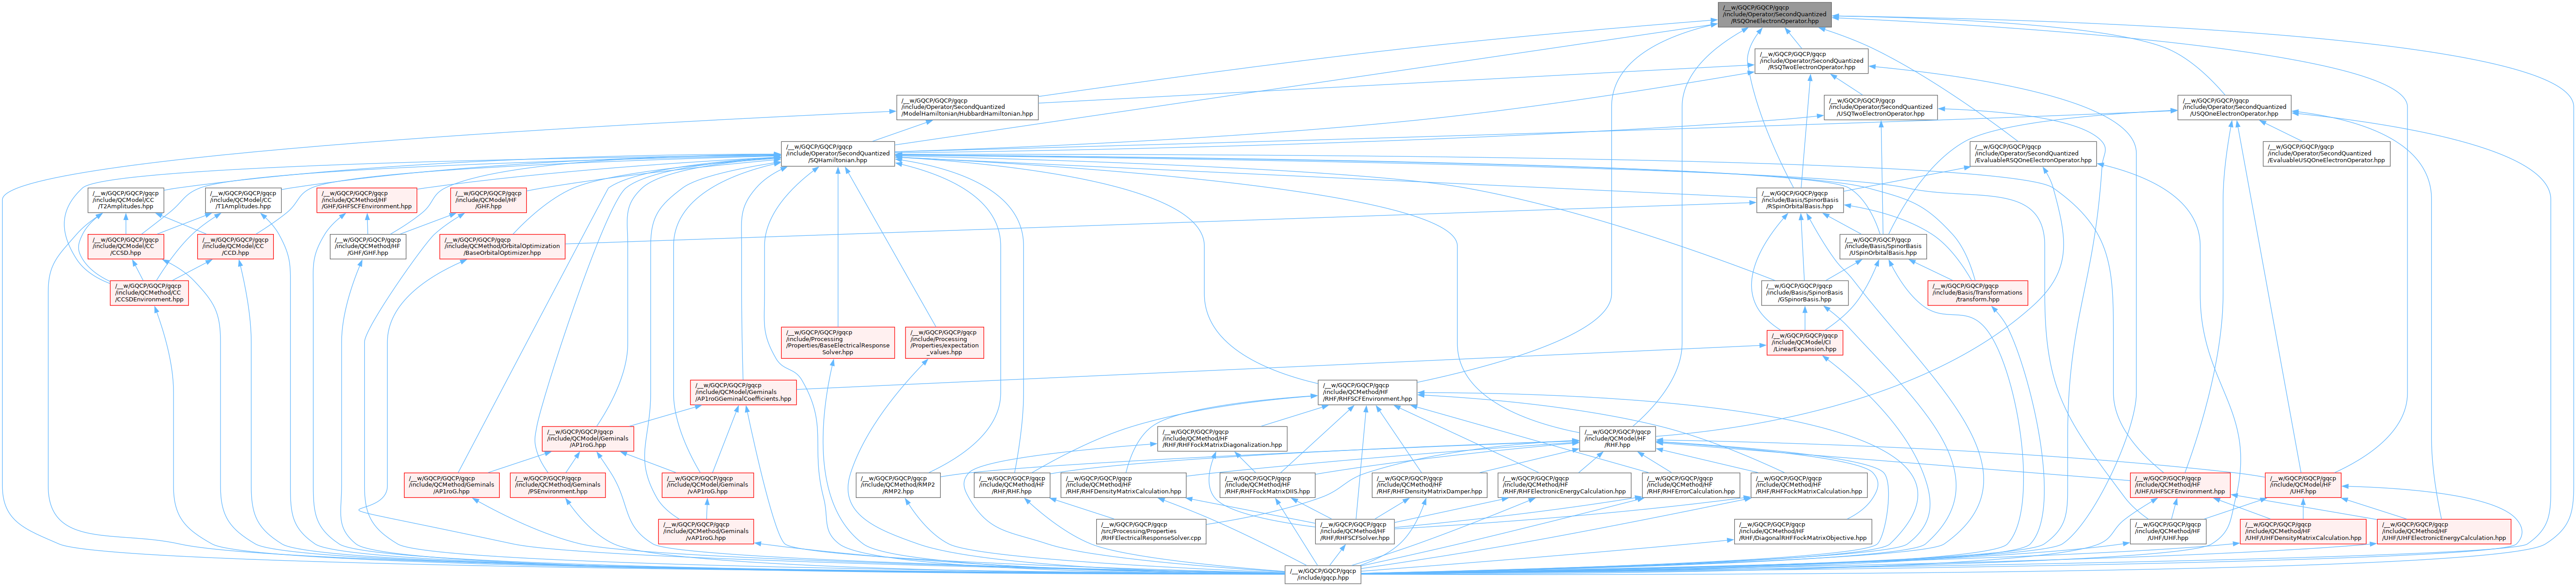 /__w/GQCP/GQCP/gqcp
/include/Operator/SecondQuantized
/RSQOneElectronOperator.hpp
/__w/GQCP/GQCP/gqcp
/include/Operator/SecondQuantized
/RSQTwoElectronOperator.hpp
/__w/GQCP/GQCP/gqcp
/include/Operator/SecondQuantized
/ModelHamiltonian/HubbardHamiltonian.hpp
/__w/GQCP/GQCP/gqcp
/include/Operator/SecondQuantized
/USQTwoElectronOperator.hpp
/__w/GQCP/GQCP/gqcp
/include/Operator/SecondQuantized
/USQOneElectronOperator.hpp
/__w/GQCP/GQCP/gqcp
/include/Operator/SecondQuantized
/SQHamiltonian.hpp
/__w/GQCP/GQCP/gqcp
/include/Operator/SecondQuantized
/EvaluableRSQOneElectronOperator.hpp
/__w/GQCP/GQCP/gqcp
/include/Operator/SecondQuantized
/EvaluableUSQOneElectronOperator.hpp
/__w/GQCP/GQCP/gqcp
/include/QCModel/CC
/T2Amplitudes.hpp
/__w/GQCP/GQCP/gqcp
/include/QCModel/CC
/T1Amplitudes.hpp
/__w/GQCP/GQCP/gqcp
/include/QCMethod/HF
/GHF/GHFSCFEnvironment.hpp
/__w/GQCP/GQCP/gqcp
/include/QCModel/HF
/GHF.hpp
/__w/GQCP/GQCP/gqcp
/include/Basis/SpinorBasis
/RSpinOrbitalBasis.hpp
/__w/GQCP/GQCP/gqcp
/include/QCModel/CC
/CCSD.hpp
/__w/GQCP/GQCP/gqcp
/include/QCModel/CC
/CCD.hpp
/__w/GQCP/GQCP/gqcp
/include/QCMethod/HF
/GHF/GHF.hpp
/__w/GQCP/GQCP/gqcp
/include/QCMethod/OrbitalOptimization
/BaseOrbitalOptimizer.hpp
/__w/GQCP/GQCP/gqcp
/include/Basis/SpinorBasis
/USpinOrbitalBasis.hpp
/__w/GQCP/GQCP/gqcp
/include/QCMethod/CC
/CCSDEnvironment.hpp
/__w/GQCP/GQCP/gqcp
/include/Basis/SpinorBasis
/GSpinorBasis.hpp
/__w/GQCP/GQCP/gqcp
/include/Basis/Transformations
/transform.hpp
/__w/GQCP/GQCP/gqcp
/include/Processing
/Properties/BaseElectricalResponse
Solver.hpp
/__w/GQCP/GQCP/gqcp
/include/Processing
/Properties/expectation
_values.hpp
/__w/GQCP/GQCP/gqcp
/include/QCModel/CI
/LinearExpansion.hpp
/__w/GQCP/GQCP/gqcp
/include/QCModel/Geminals
/AP1roGGeminalCoefficients.hpp
/__w/GQCP/GQCP/gqcp
/include/QCMethod/HF
/RHF/RHFSCFEnvironment.hpp
/__w/GQCP/GQCP/gqcp
/include/QCModel/Geminals
/AP1roG.hpp
/__w/GQCP/GQCP/gqcp
/include/QCMethod/HF
/RHF/RHFFockMatrixDiagonalization.hpp
/__w/GQCP/GQCP/gqcp
/include/QCModel/HF
/RHF.hpp
/__w/GQCP/GQCP/gqcp
/include/QCMethod/Geminals
/AP1roG.hpp
/__w/GQCP/GQCP/gqcp
/include/QCMethod/Geminals
/PSEnvironment.hpp
/__w/GQCP/GQCP/gqcp
/include/QCModel/Geminals
/vAP1roG.hpp
/__w/GQCP/GQCP/gqcp
/include/QCMethod/RMP2
/RMP2.hpp
/__w/GQCP/GQCP/gqcp
/include/QCMethod/HF
/RHF/RHF.hpp
/__w/GQCP/GQCP/gqcp
/include/QCMethod/HF
/RHF/RHFDensityMatrixCalculation.hpp
/__w/GQCP/GQCP/gqcp
/include/QCMethod/HF
/RHF/RHFFockMatrixDIIS.hpp
/__w/GQCP/GQCP/gqcp
/include/QCMethod/HF
/RHF/RHFDensityMatrixDamper.hpp
/__w/GQCP/GQCP/gqcp
/include/QCMethod/HF
/RHF/RHFElectronicEnergyCalculation.hpp
/__w/GQCP/GQCP/gqcp
/include/QCMethod/HF
/RHF/RHFErrorCalculation.hpp
/__w/GQCP/GQCP/gqcp
/include/QCMethod/HF
/RHF/RHFFockMatrixCalculation.hpp
/__w/GQCP/GQCP/gqcp
/include/QCMethod/HF
/UHF/UHFSCFEnvironment.hpp
/__w/GQCP/GQCP/gqcp
/include/QCModel/HF
/UHF.hpp
/__w/GQCP/GQCP/gqcp
/include/QCMethod/Geminals
/vAP1roG.hpp
/__w/GQCP/GQCP/gqcp
/src/Processing/Properties
/RHFElectricalResponseSolver.cpp
/__w/GQCP/GQCP/gqcp
/include/QCMethod/HF
/RHF/RHFSCFSolver.hpp
/__w/GQCP/GQCP/gqcp
/include/QCMethod/HF
/RHF/DiagonalRHFFockMatrixObjective.hpp
/__w/GQCP/GQCP/gqcp
/include/QCMethod/HF
/UHF/UHF.hpp
/__w/GQCP/GQCP/gqcp
/include/QCMethod/HF
/UHF/UHFDensityMatrixCalculation.hpp
/__w/GQCP/GQCP/gqcp
/include/QCMethod/HF
/UHF/UHFElectronicEnergyCalculation.hpp
/__w/GQCP/GQCP/gqcp
/include/gqcp.hpp